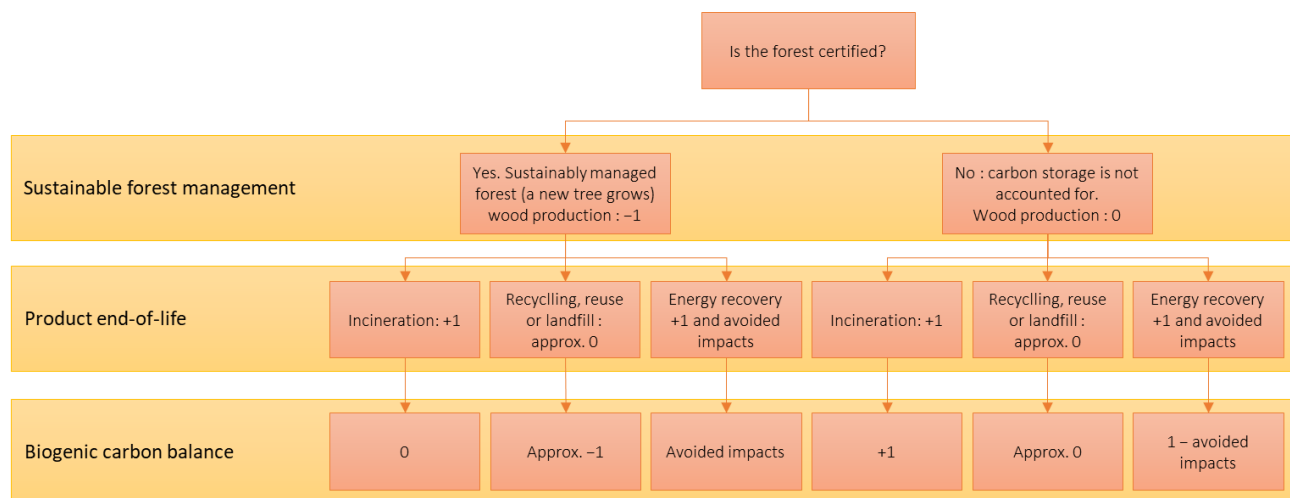 Is the forest certified?
Sustainable forest management
Yes. Sustainably managed
forest (a new tree grows)
wood production : −1
No : carbon storage is not
accounted for.
Wood production : 0
Product end-of-life
Incineration: +1
Recyclling, reuse
or landfill :
approx. 0
Energy recovery
+1 and avoided
impacts
Incineration: +1
Recyclling, reuse
or landfill :
approx. 0
Energy recovery
+1 and avoided
impacts
Biogenic carbon balance
0
Approx. −1
Avoided impacts
+1
Approx. 0
1 − avoided
impacts